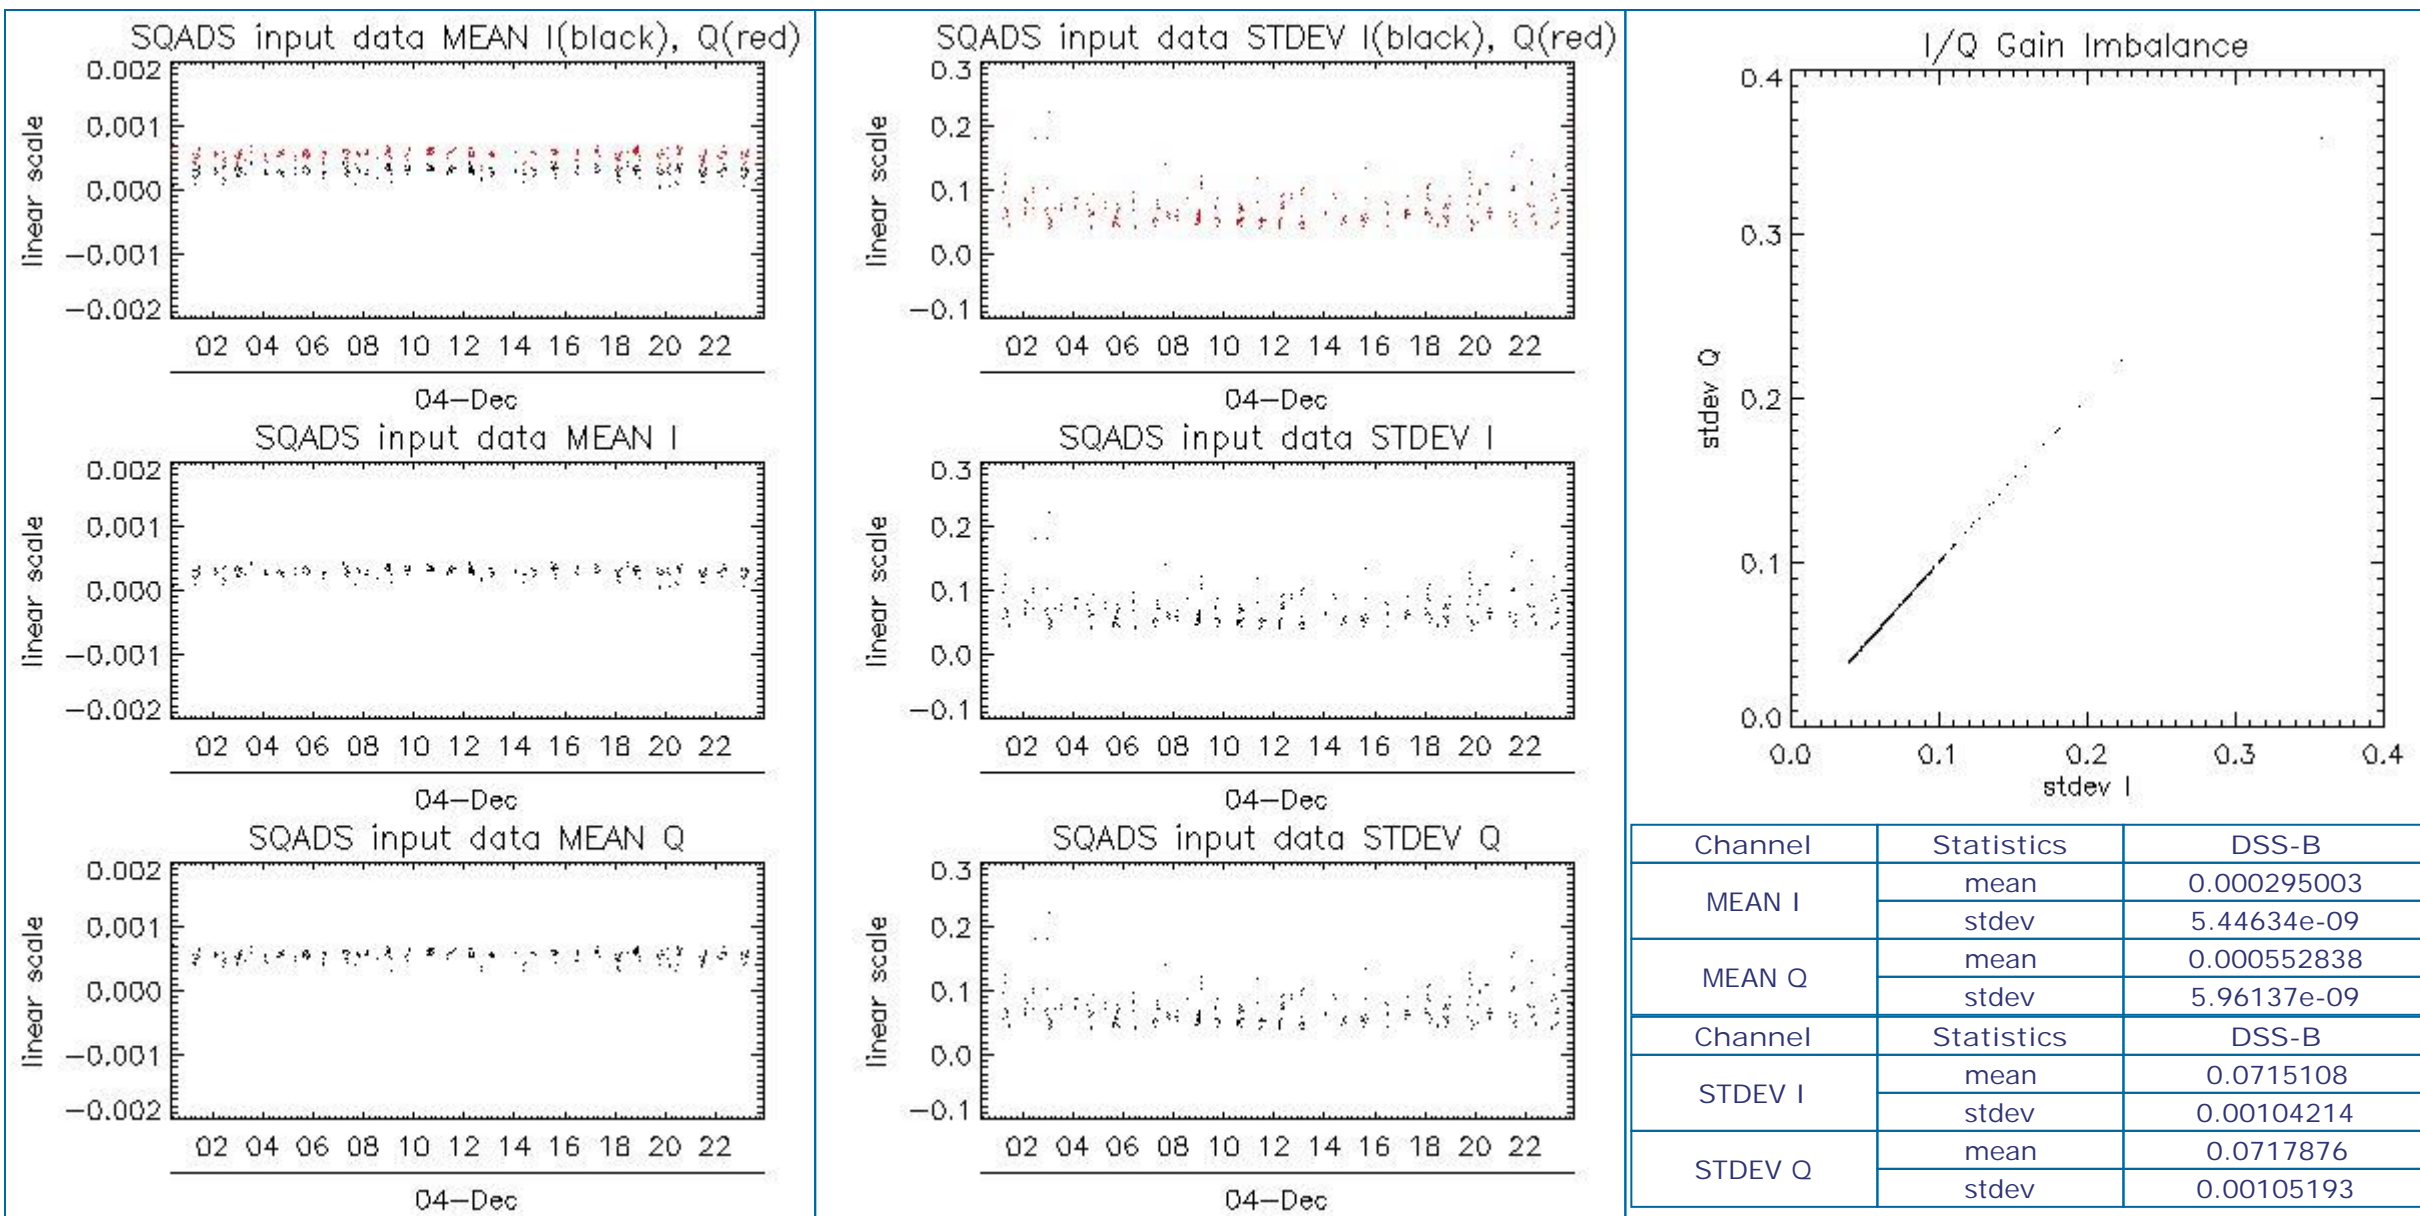 SQADS input data MEAN I(black), Q(red)
0.002
0.001
0.000
−0.001
−0.002
linear scale
02 04 06 08 10 12 14 16 18 20 22
04−Dec
SQADS input data MEAN I
0.002
0.001
0.000
−0.001
−0.002
linear scale
02 04 06 08 10 12 14 16 18 20 22
04−Dec
SQADS input data MEAN Q
0.002
0.001
0.000
−0.001
−0.002
linear scale
02 04 06 08 10 12 14 16 18 20 22
04−Dec
SQADS input data STDEV I(black), Q(red)
0.3
0.2
0.1
0.0
−0.1
linear scale
02 04 06 08 10 12 14 16 18 20 22
04−Dec
SQADS input data STDEV I
0.3
0.2
0.1
0.0
−0.1
linear scale
02 04 06 08 10 12 14 16 18 20 22
04−Dec
SQADS input data STDEV Q
0.3
0.2
0.1
0.0
−0.1
linear scale
02 04 06 08 10 12 14 16 18 20 22
04−Dec
I/Q Gain Imbalance
0.4
0.3
0.2
0.1
0.0
stdev Q
0.0 0.1 0.2 0.3 0.4
stdev I
Channel Statistics DSS-B
MEAN I mean 0.000295003
stdev 5.44634e-09
MEAN Q mean 0.000552838
stdev 5.96137e-09
Channel Statistics DSS-B
STDEV I mean 0.0715108
stdev 0.00104214
STDEV Q mean 0.0717876
stdev 0.00105193